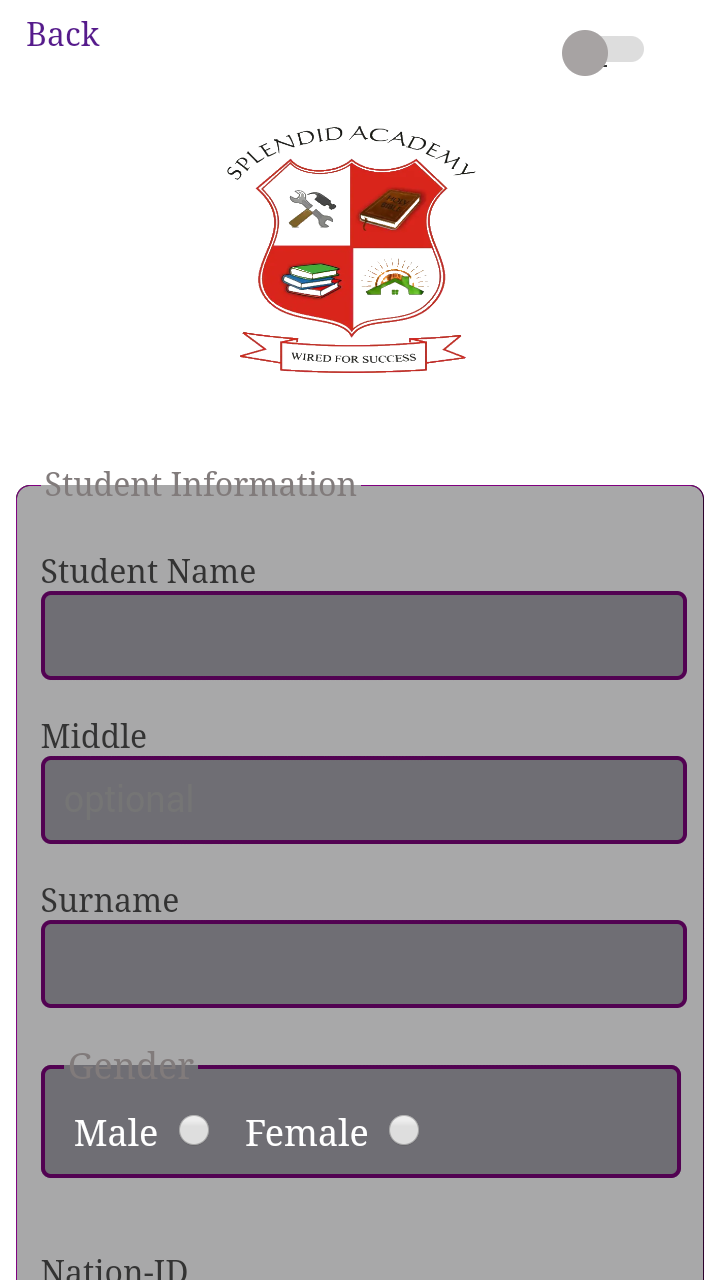 Back
SPLENDID ACADEMY
WIRED FOR SUCCESS
Student Information
Student Name
Middle
optional
Surname
Gender
Male Female
Nation-ID